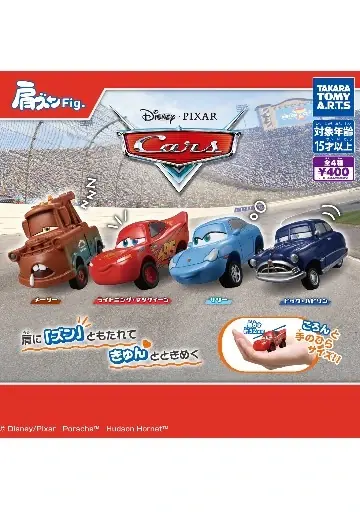 肩ズンFig.
TAKARA TOMY A.R.T.S
DISNEY • PIXAR
Cars
対象年齢
15才以上
全4種
¥400
メーター
ライトニング・マックィーン
サリー
ドック・ハドソン
肩に「ズン」ともたれて
きゅんとときめく
ころんと
手のひら
サイズ!!
© Disney/Pixar Porsche™ Hudson Hornet™